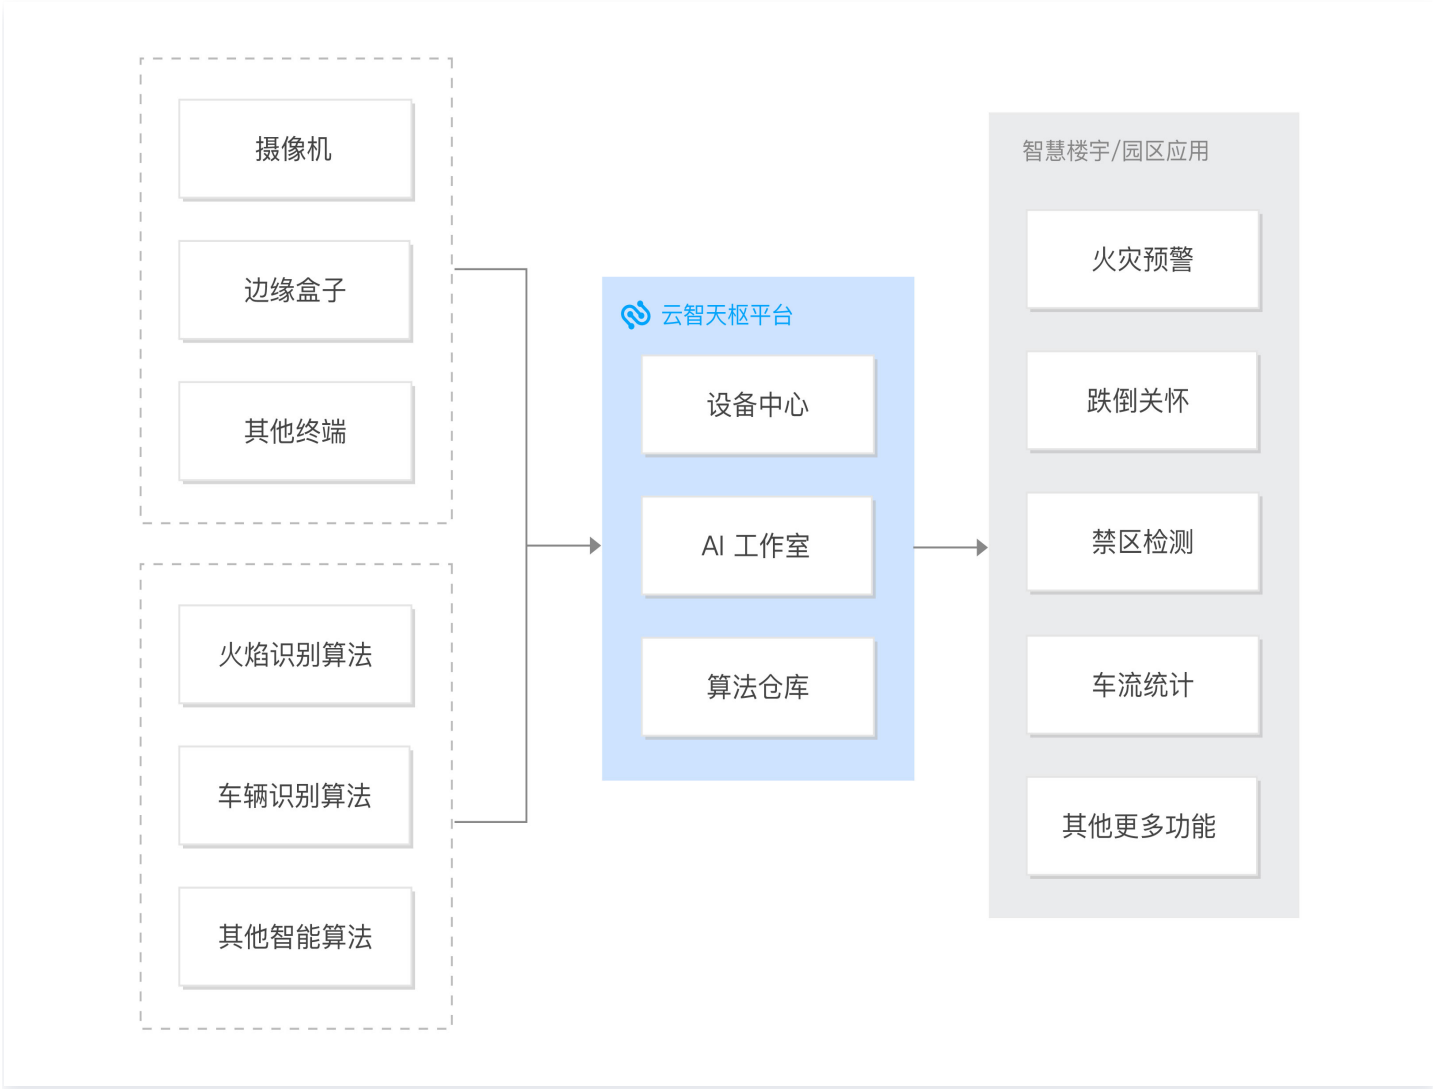 摄像机
边缘盒子
其他终端
火焰识别算法
车辆识别算法
其他智能算法
云智天枢平台
设备中心
AI 工作室
算法仓库
智慧楼宇/园区应用
火灾预警
跌倒关怀
禁区检测
车流统计
其他更多功能